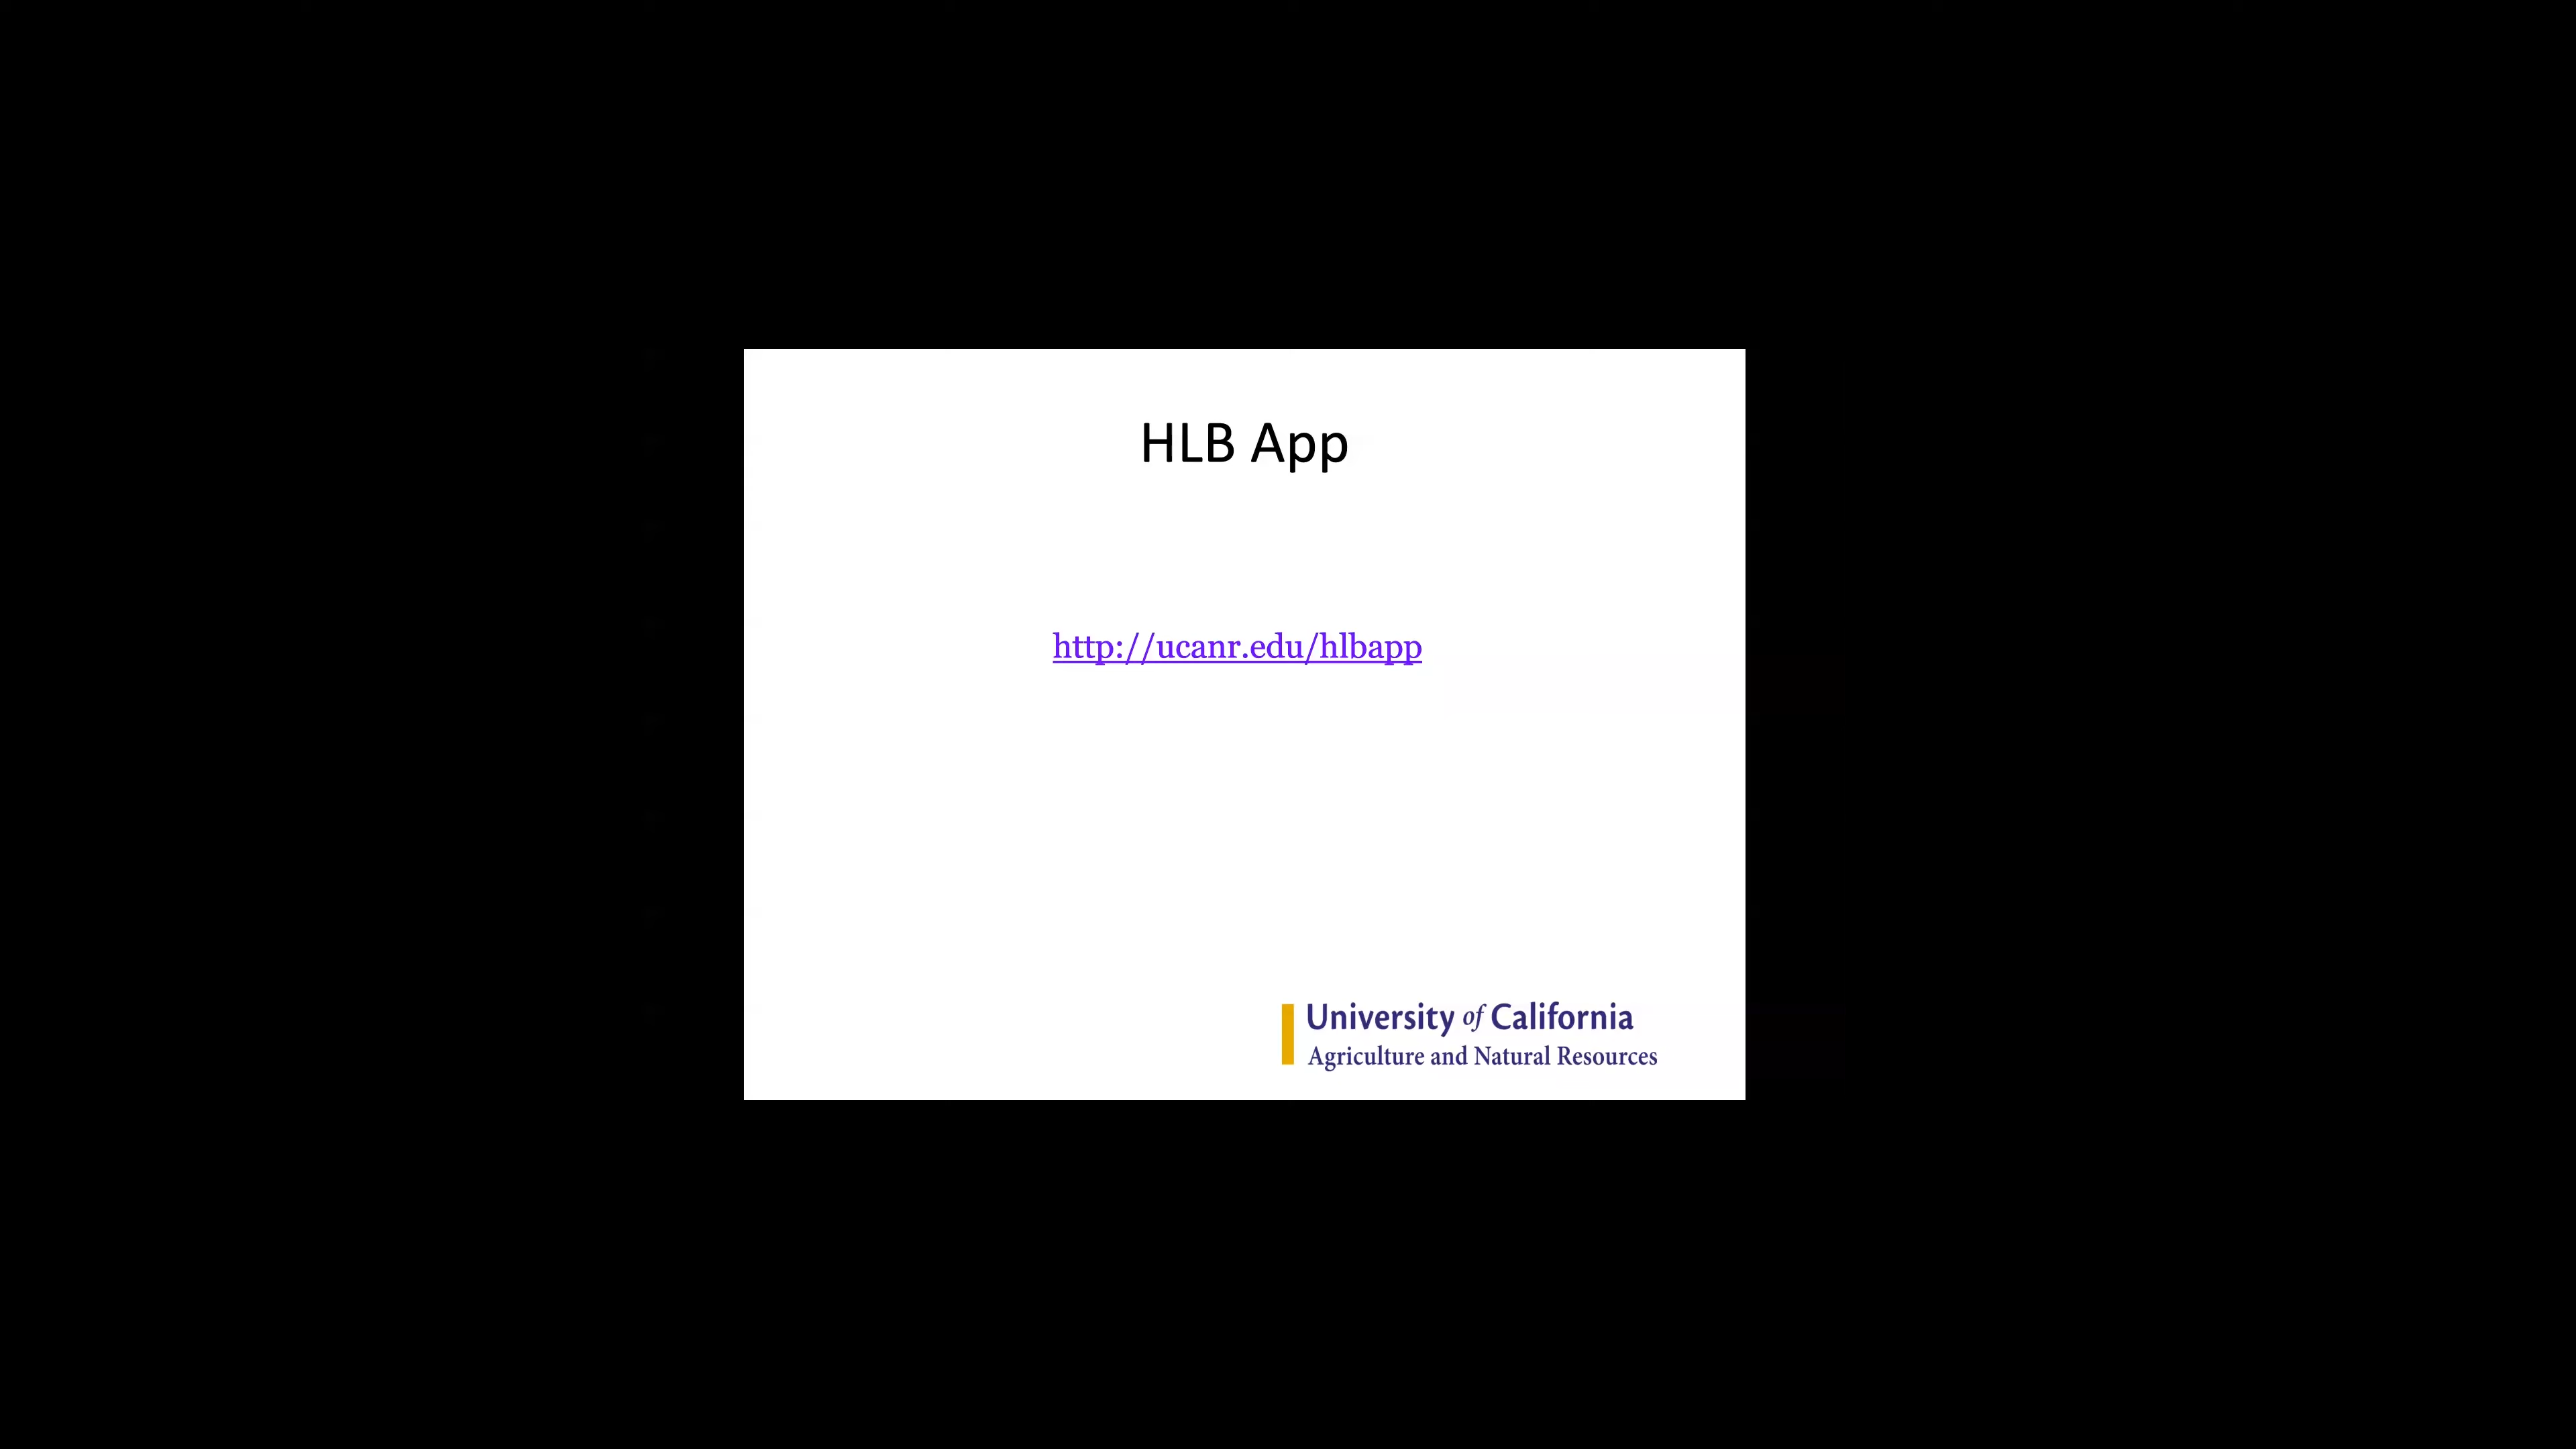 HLB App
http://ucanr.edu/hlbapp
University of California
Agriculture and Natural Resources